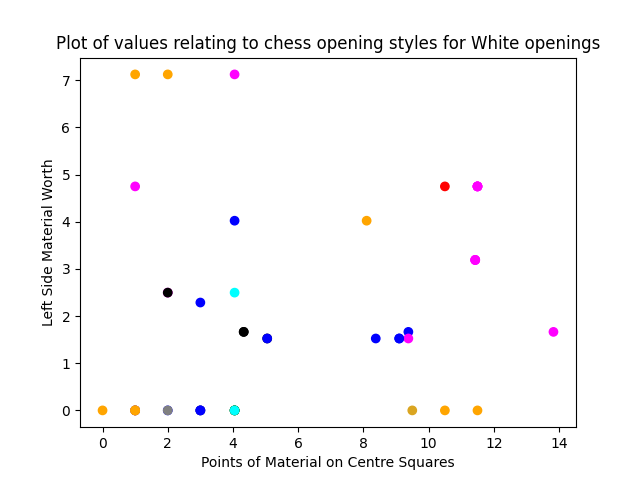 Plot of values relating to chess opening styles for White openings
7
6
5
4
3
2
1
0
Left Side Material Worth
0 2 4 6 8 10 12 14
Points of Material on Centre Squares